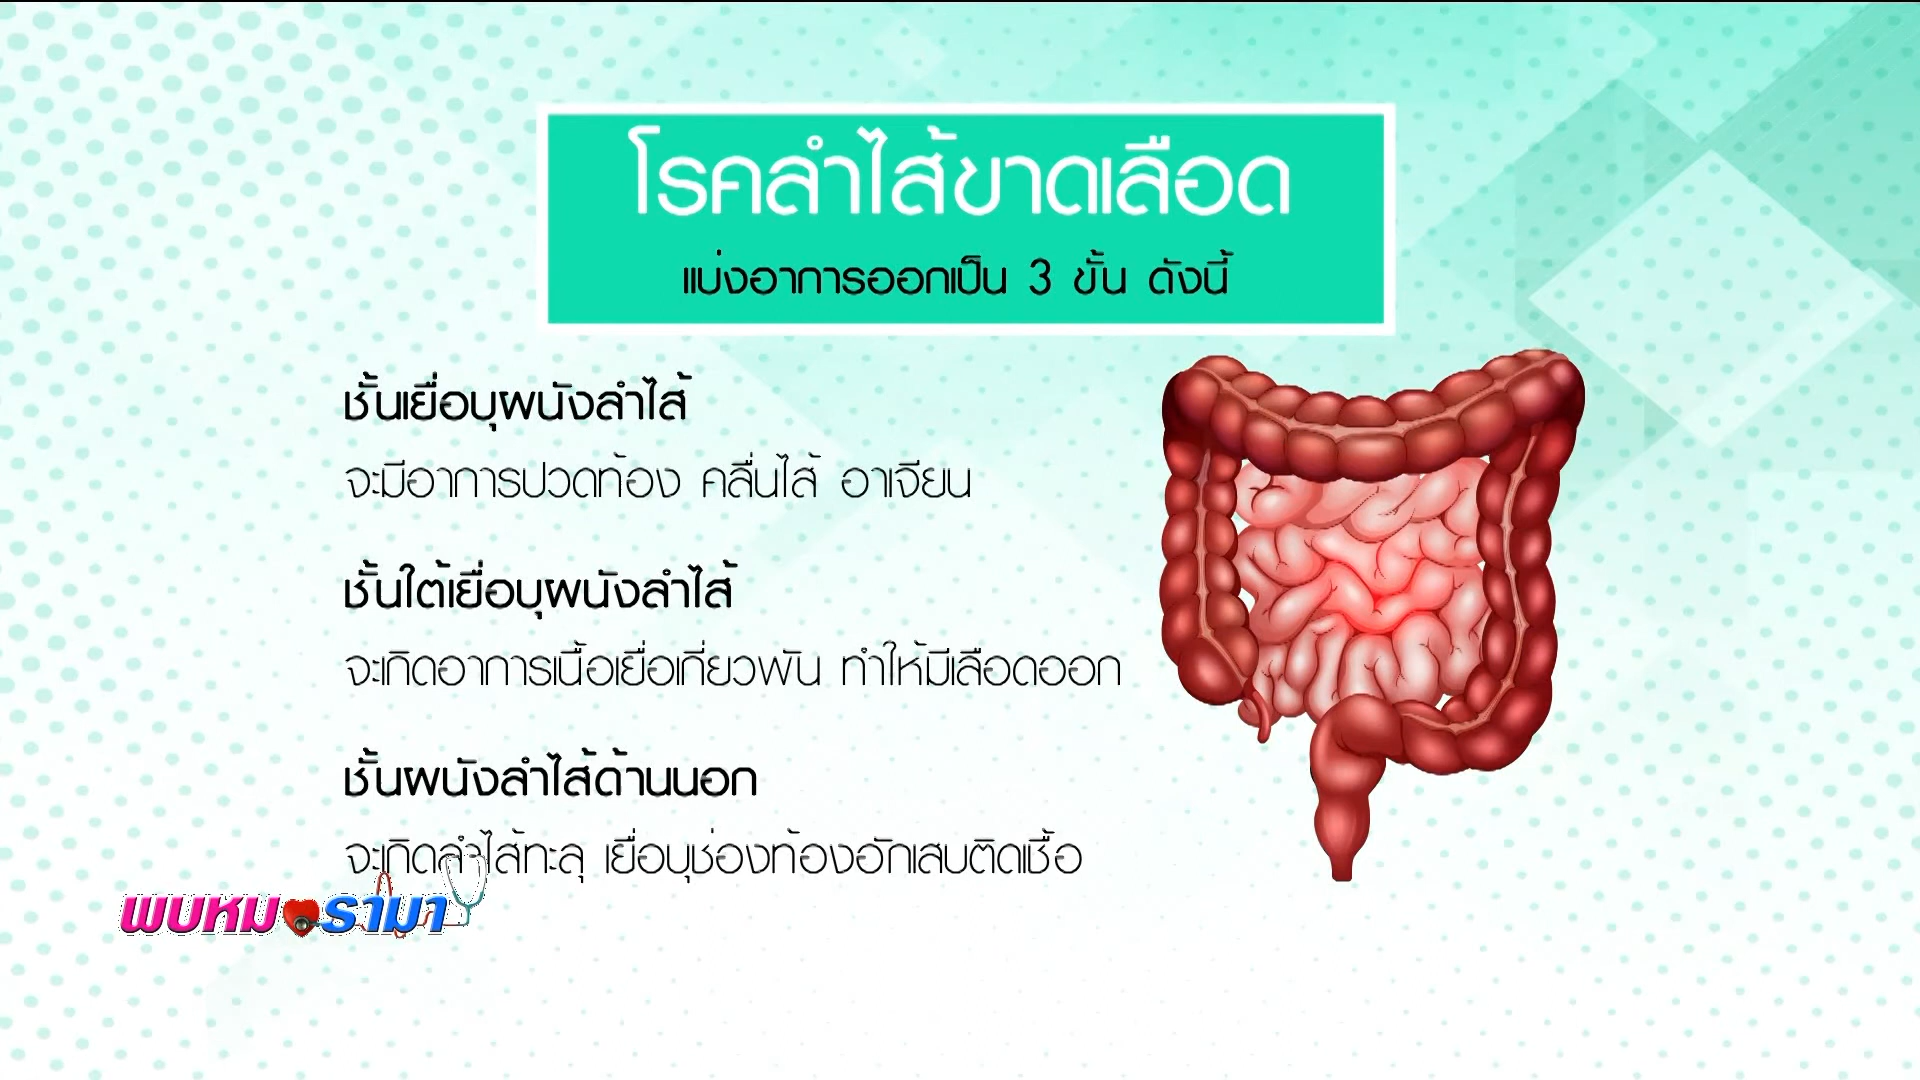 โรคลำไส้ขาดเลือด
แบ่งอาการออกเป็น 3 ขั้น ดังนี้
ชั้นเยื่อบุผนังลำไส้
จะมีอาการปวดท้อง คลื่นไส้ อาเจียน
ชั้นใต้เยื่อบุผนังลำไส้
จะเกิดอาการเนื้อเยื่อเกี่ยวพัน ทำให้มีเลือดออก
ชั้นผนังลำไส้ด้านนอก
จะเกิดลำไส้ทะลุ เยื่อบุช่องท้องอักเสบติดเชื้อ
พบหมอรามา